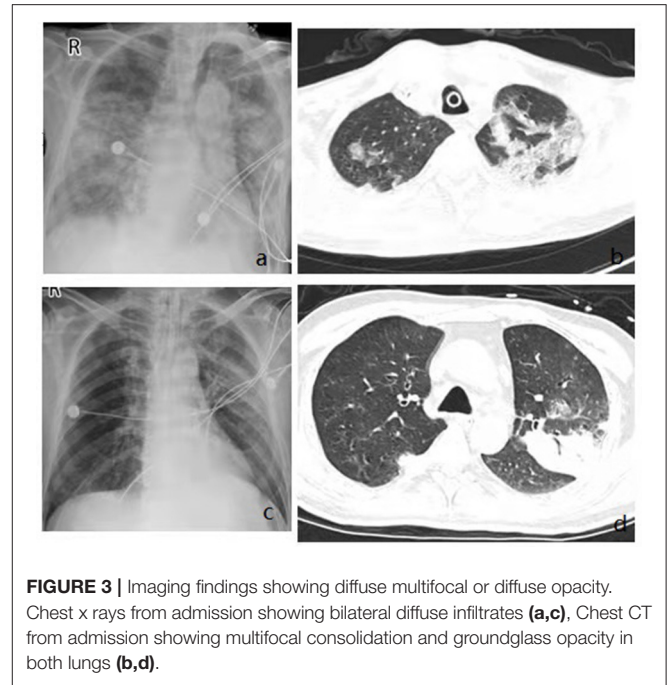 R
a
b
R
c
d
FIGURE 3 | Imaging findings showing diffuse multifocal or diffuse opacity.
Chest x rays from admission showing bilateral diffuse infiltrates (a,c), Chest CT
from admission showing multifocal consolidation and groundglass opacity in
both lungs (b,d).